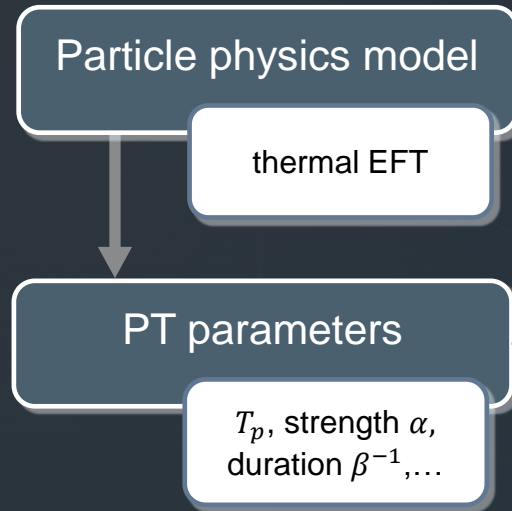 Particle physics model
thermal EFT
PT parameters
𝑇ₚ, strength 𝛼,
duration 𝛽⁻¹,…